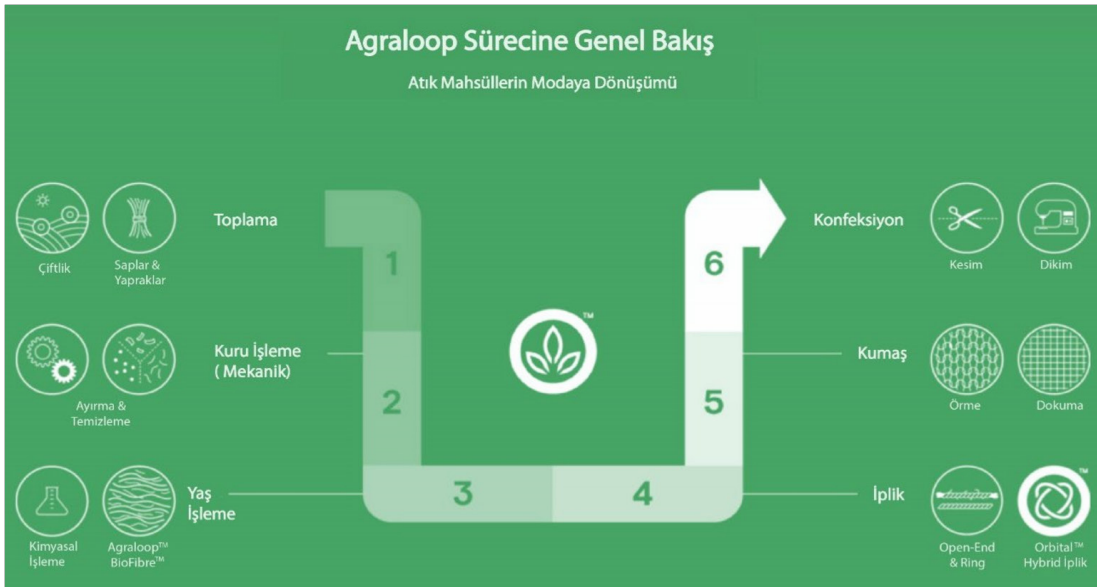 Agraloop Sürecine Genel Bakış
Atık Mahsüllerin Modaya Dönüşümü
Çiftlik
Saplar &
Yapraklar
Toplama
1
Ayırma &
Temizleme
Kuru İşleme
( Mekanik)
2
Kimyasal
İşleme
Agraloop™
BioFibre™
Yaş
İşleme
3
™
4
İplik
Open-End
& Ring
™
Orbital™
Hybrid İplik
5
Kumaş
Örme
Dokuma
6
Konfeksiyon
Kesim
Dikim